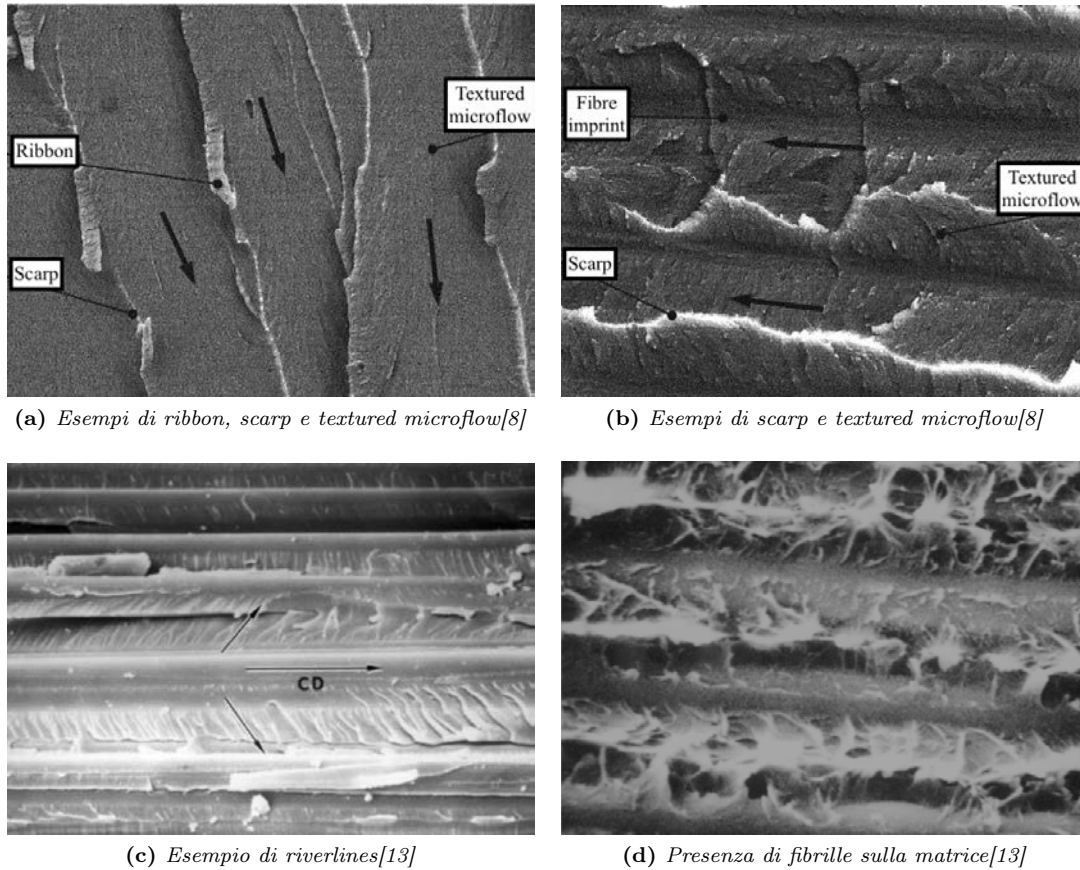 Ribbon
Textured
microflow
Scarp
(a) Esempi di ribbon, scarp e textured microflow[8]
Fibre
imprint
Textured
microflow
Scarp
(b) Esempi di scarp e textured microflow[8]
CD
(c) Esempio di riverlines[13]
(d) Presenza di fibrille sulla matrice[13]